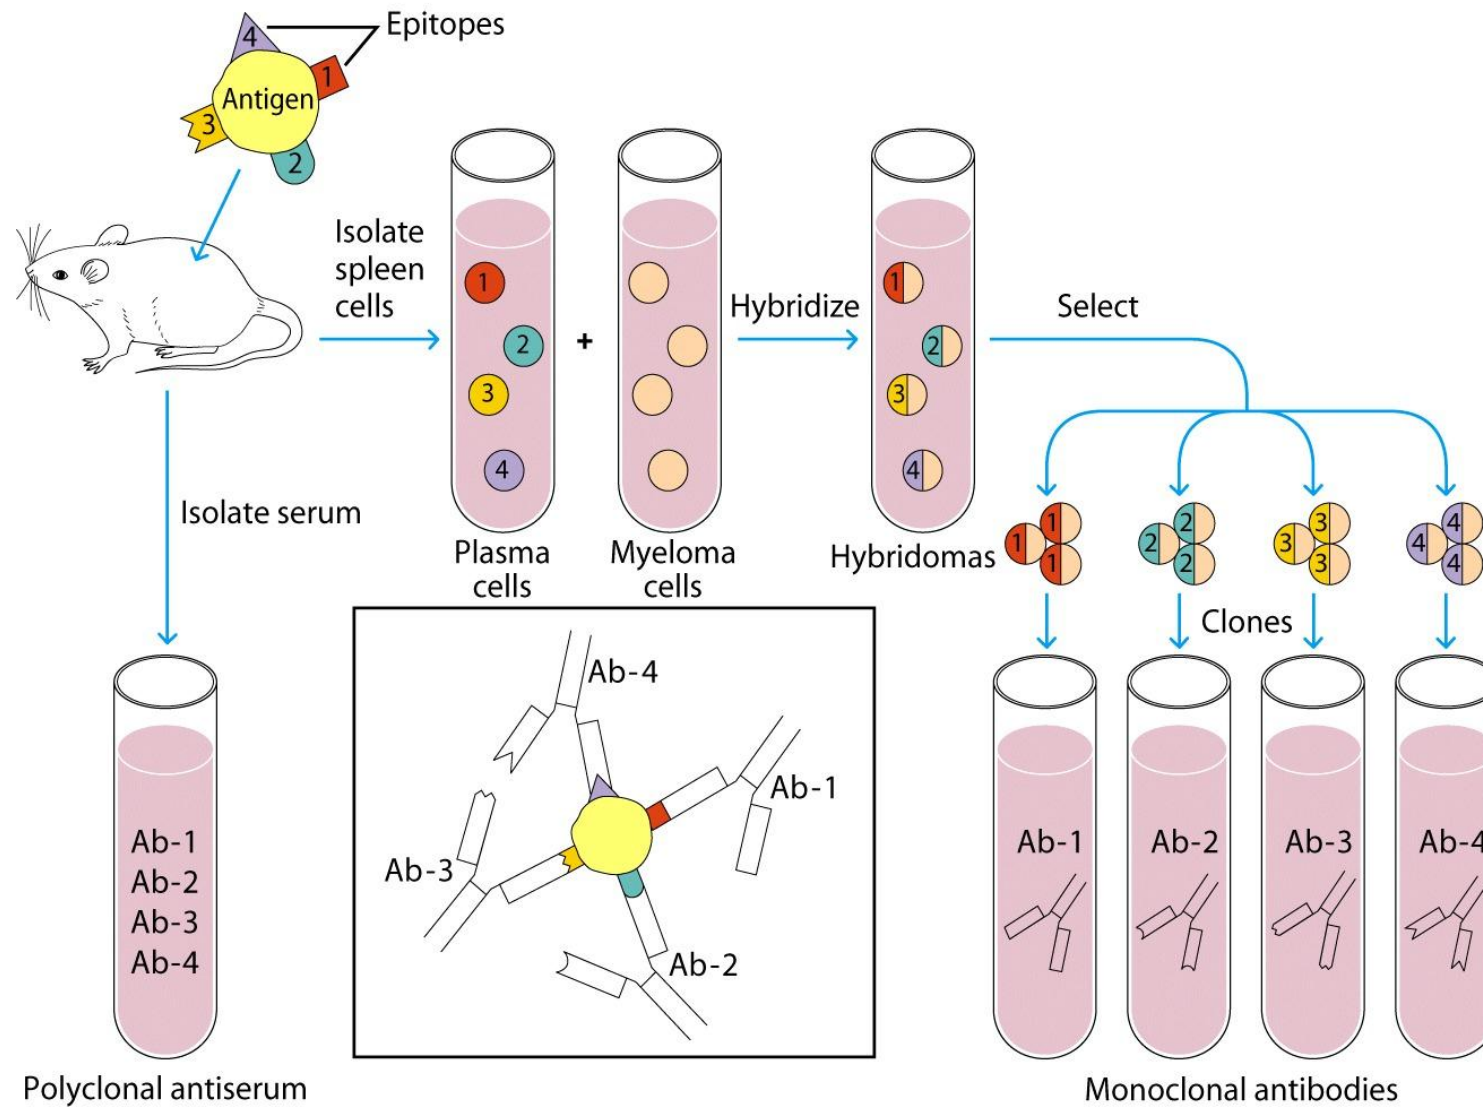 Epitopes
4
1
Antigen
3
2
Isolate
spleen
cells
1
2
3
4
+
Hybridize
1
2
3
4
Select
Isolate serum
Plasma
cells
Myeloma
cells
Hybridomas
1
1
1
2
2
2
3
3
3
4
4
4
Clones
Ab-4
Ab-1
Ab-3
Ab-2
Ab-1
Ab-2
Ab-3
Ab-4
Ab-1
Ab-2
Ab-3
Ab-4
Polyclonal antiserum
Monoclonal antibodies